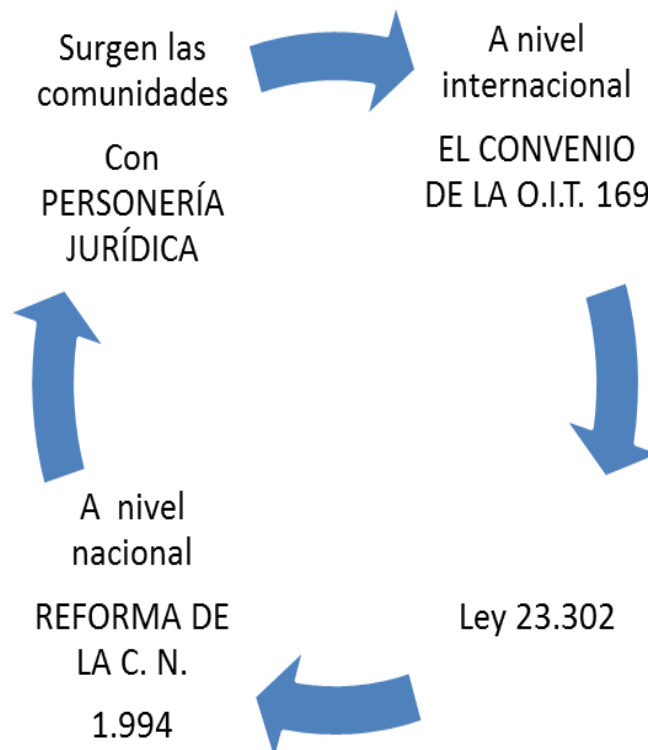 Surgen las
comunidades
Con
PERSONERÍA
JURÍDICA
A nivel
internacional
EL CONVENIO
DE LA O.I.T. 169
Ley 23.302
A nivel
nacional
REFORMA DE
LA C. N.
1.994